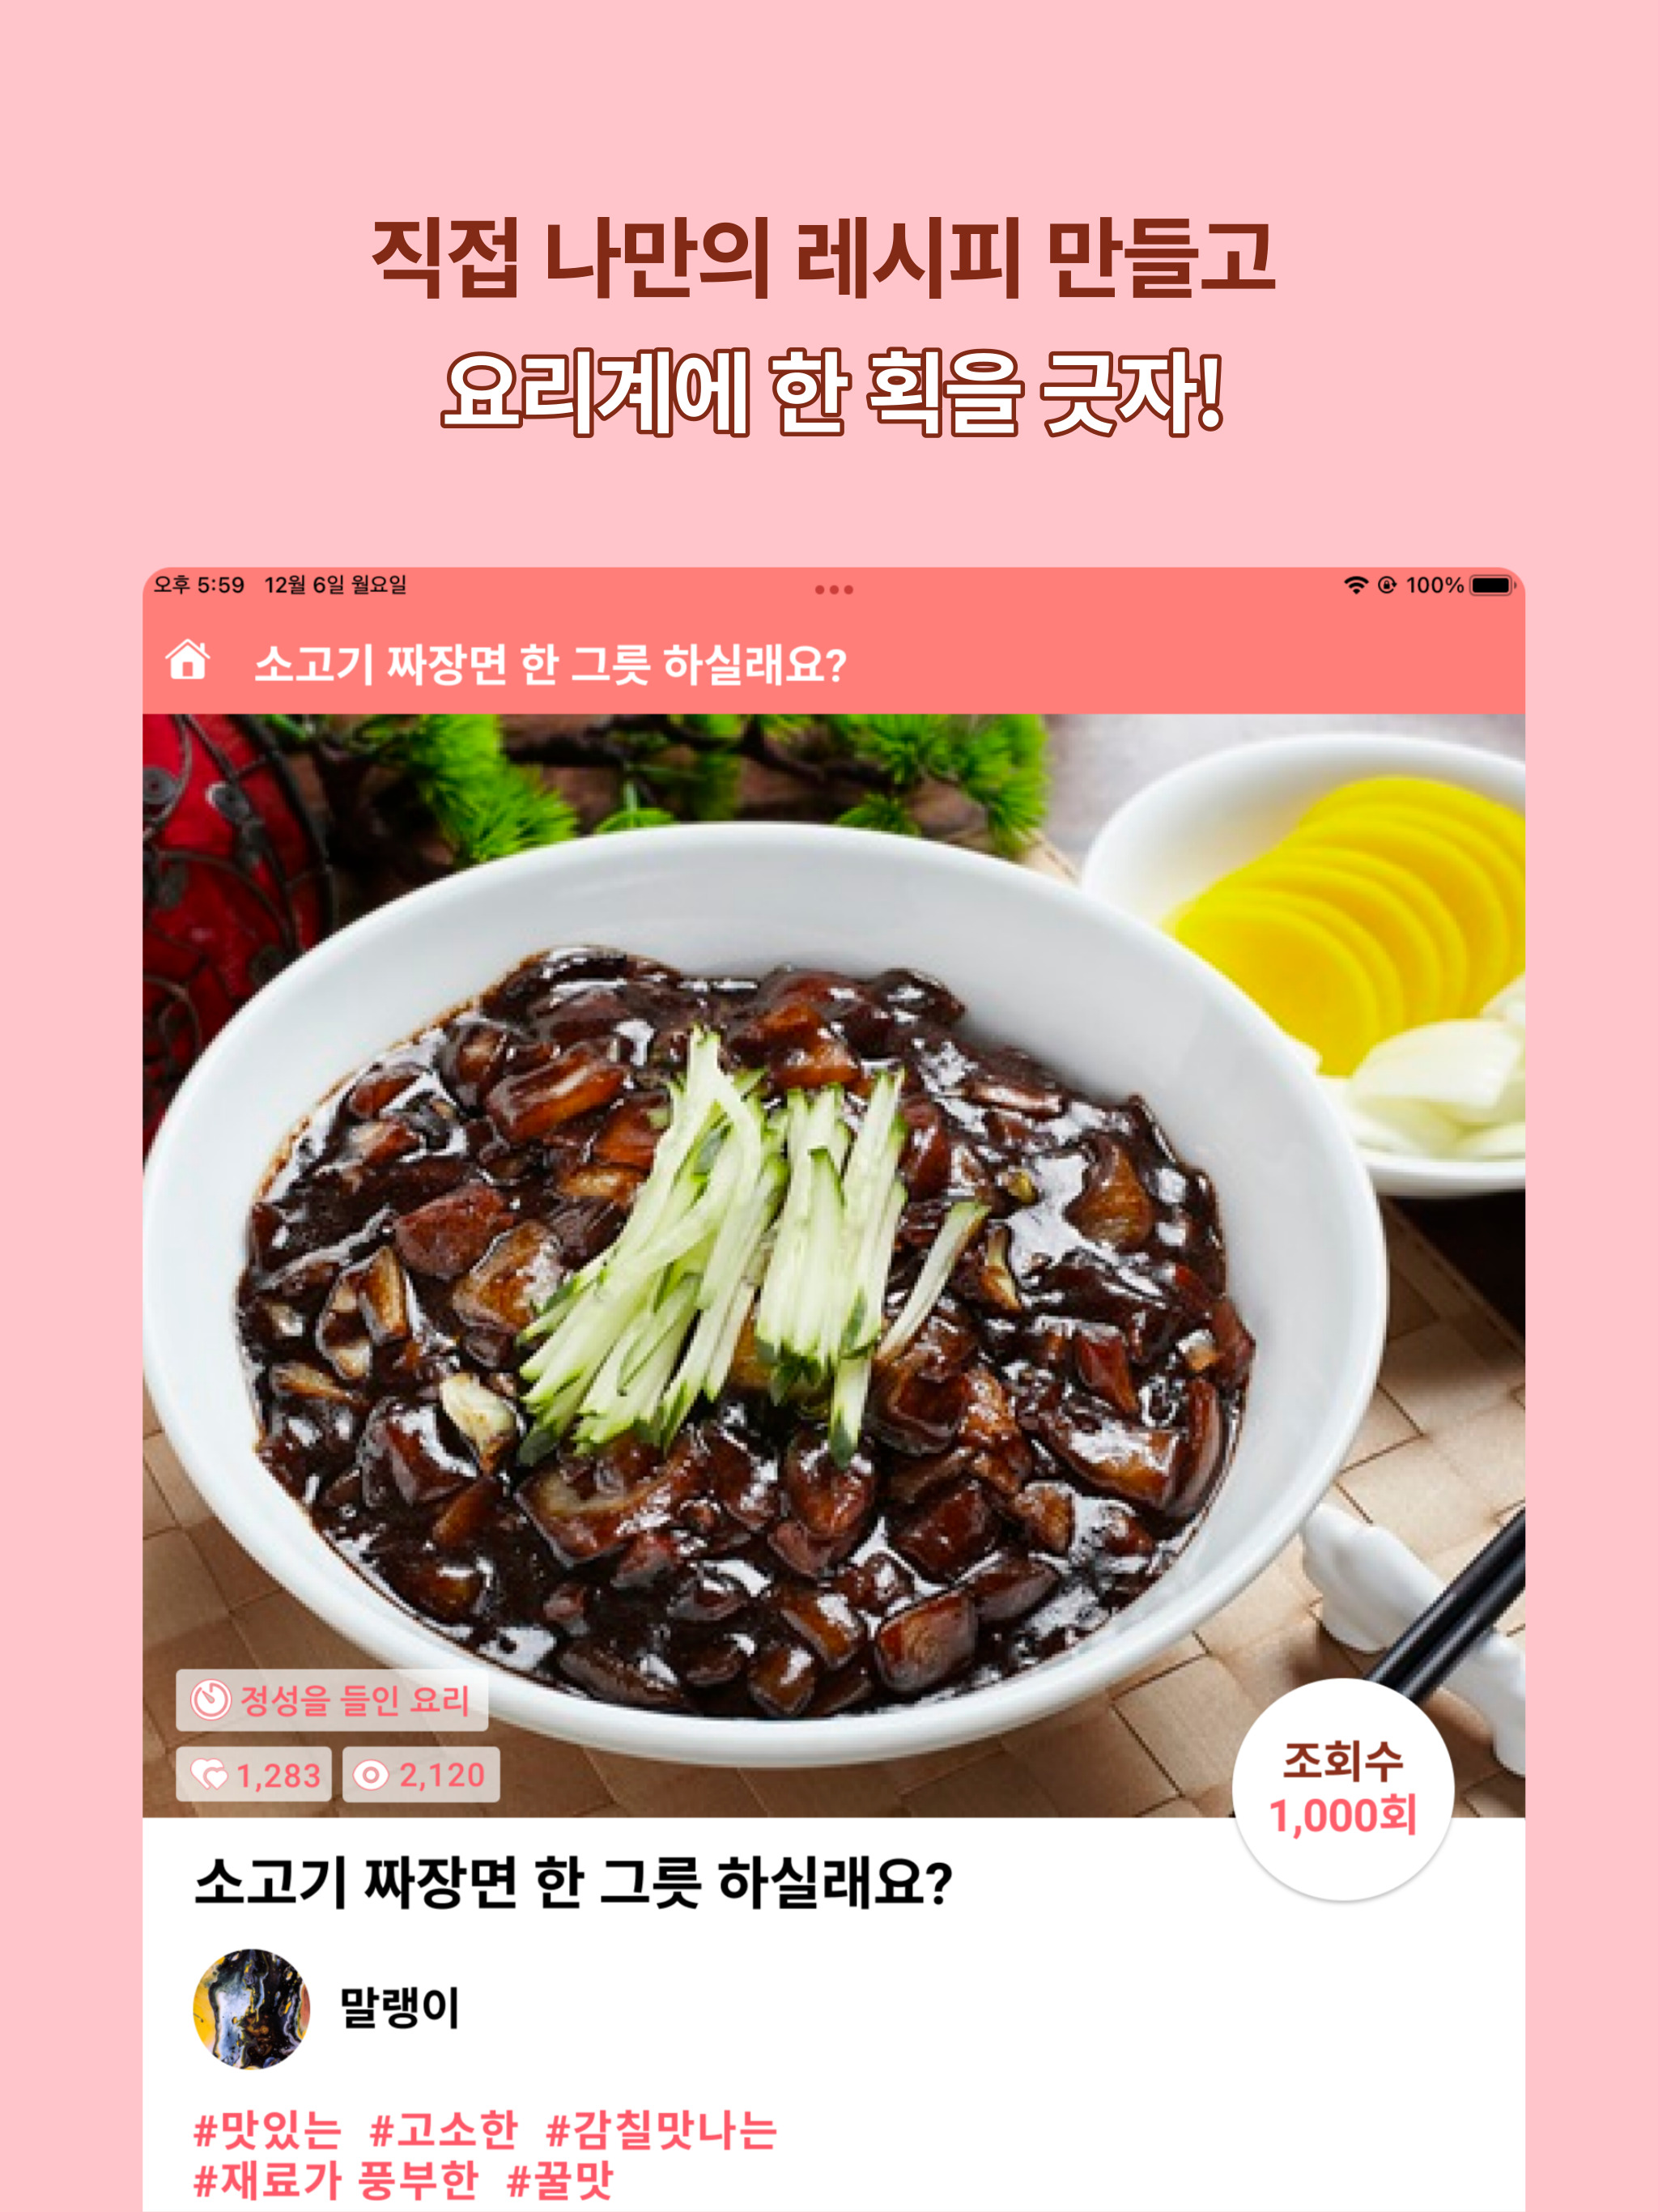 직접 나만의 레시피 만들고
요리계에 한 획을 긋자!
오후 5:59 12월 6일 월요일
100%
소고기 짜장면 한 그릇 하실래요?
정성을 들인 요리
1,283 2,120
조회수
1,000회
소고기 짜장면 한 그릇 하실래요?
말랭이
#맛있는 #고소한 #감칠맛나는
#재료가 풍부한 #꿀맛